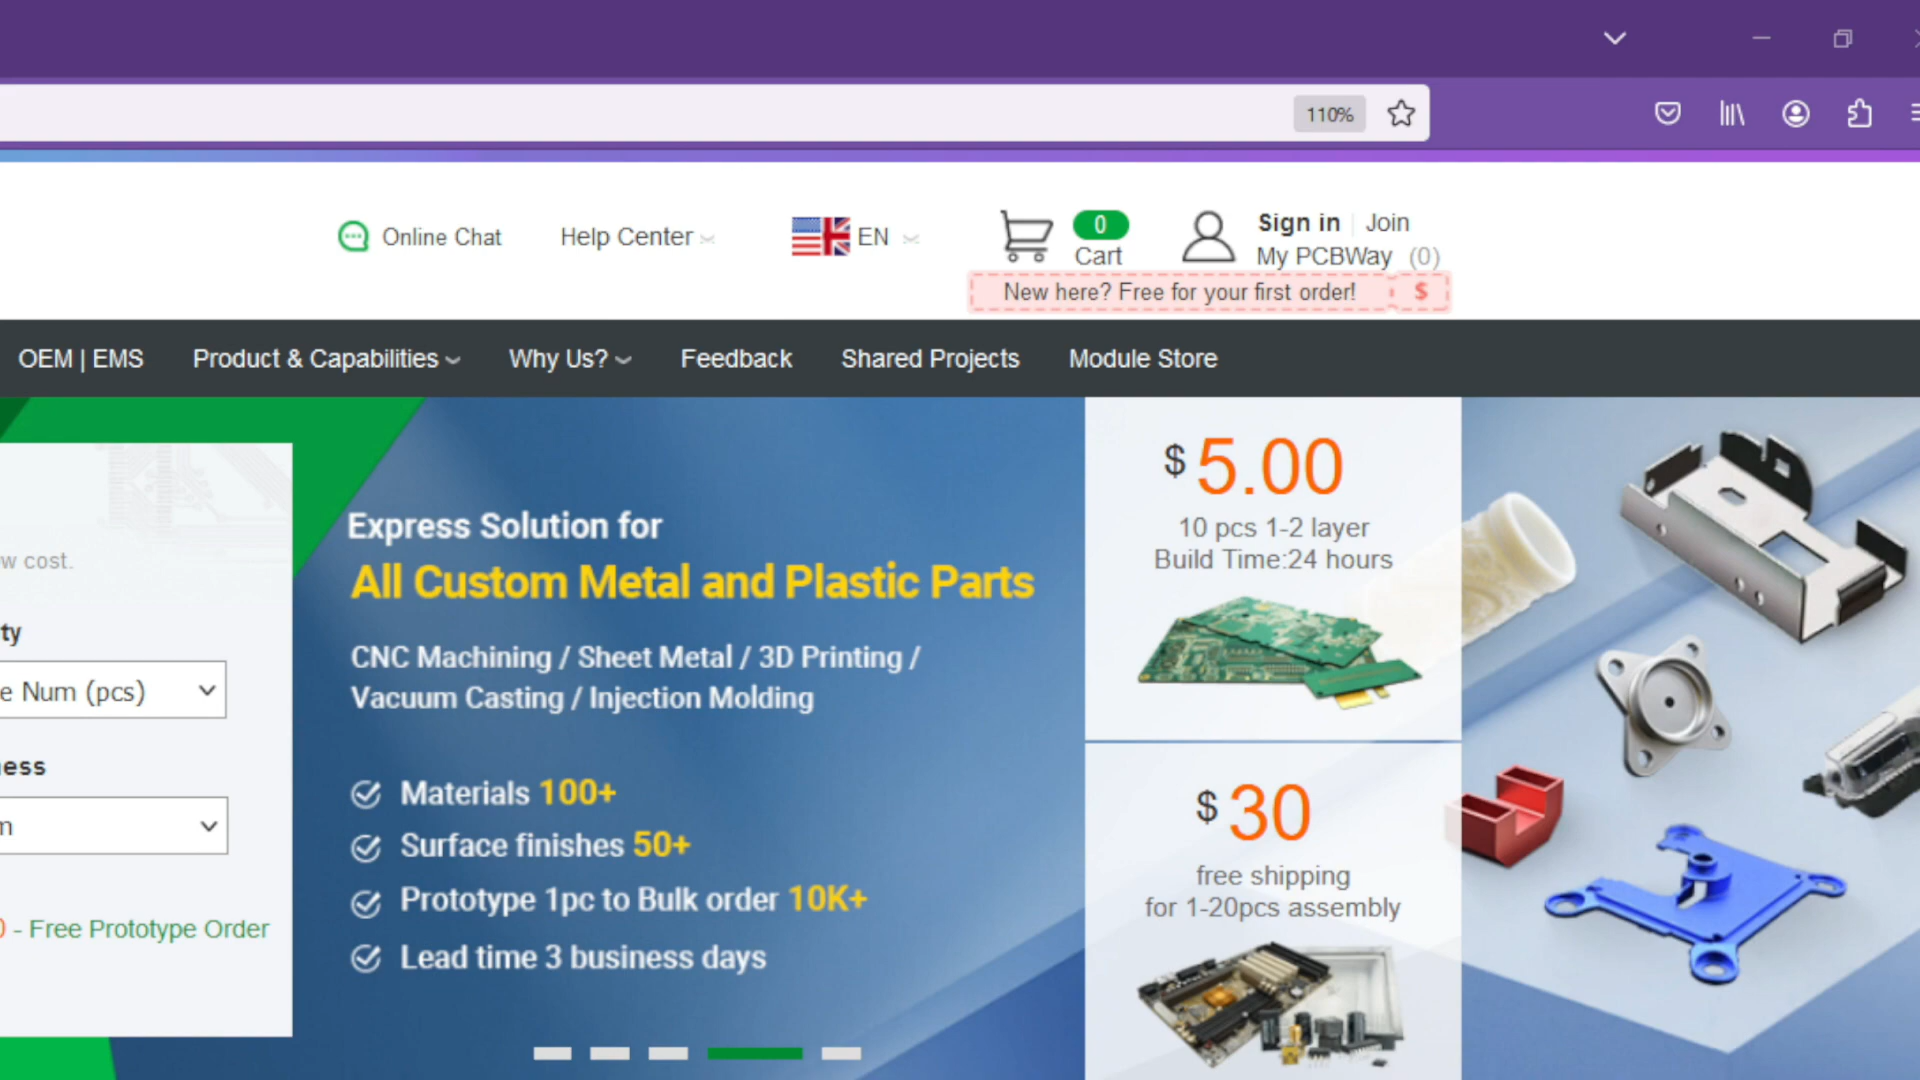 110%
Online Chat
Help Center
EN
0
Cart
Sign in
Join
My PCBWay (0)
New here? Free for your first order! $
OEM | EMS
Product & Capabilities
Why Us?
Feedback
Shared Projects
Module Store
w cost.
ty
e Num (pcs)
ess
n
- Free Prototype Order
Express Solution for
All Custom Metal and Plastic Parts
CNC Machining / Sheet Metal / 3D Printing /
Vacuum Casting / Injection Molding
Materials 100+
Surface finishes 50+
Prototype 1pc to Bulk order 10K+
Lead time 3 business days
$ 5.00
10 pcs 1-2 layer
Build Time:24 hours
$ 30
free shipping
for 1-20pcs assembly